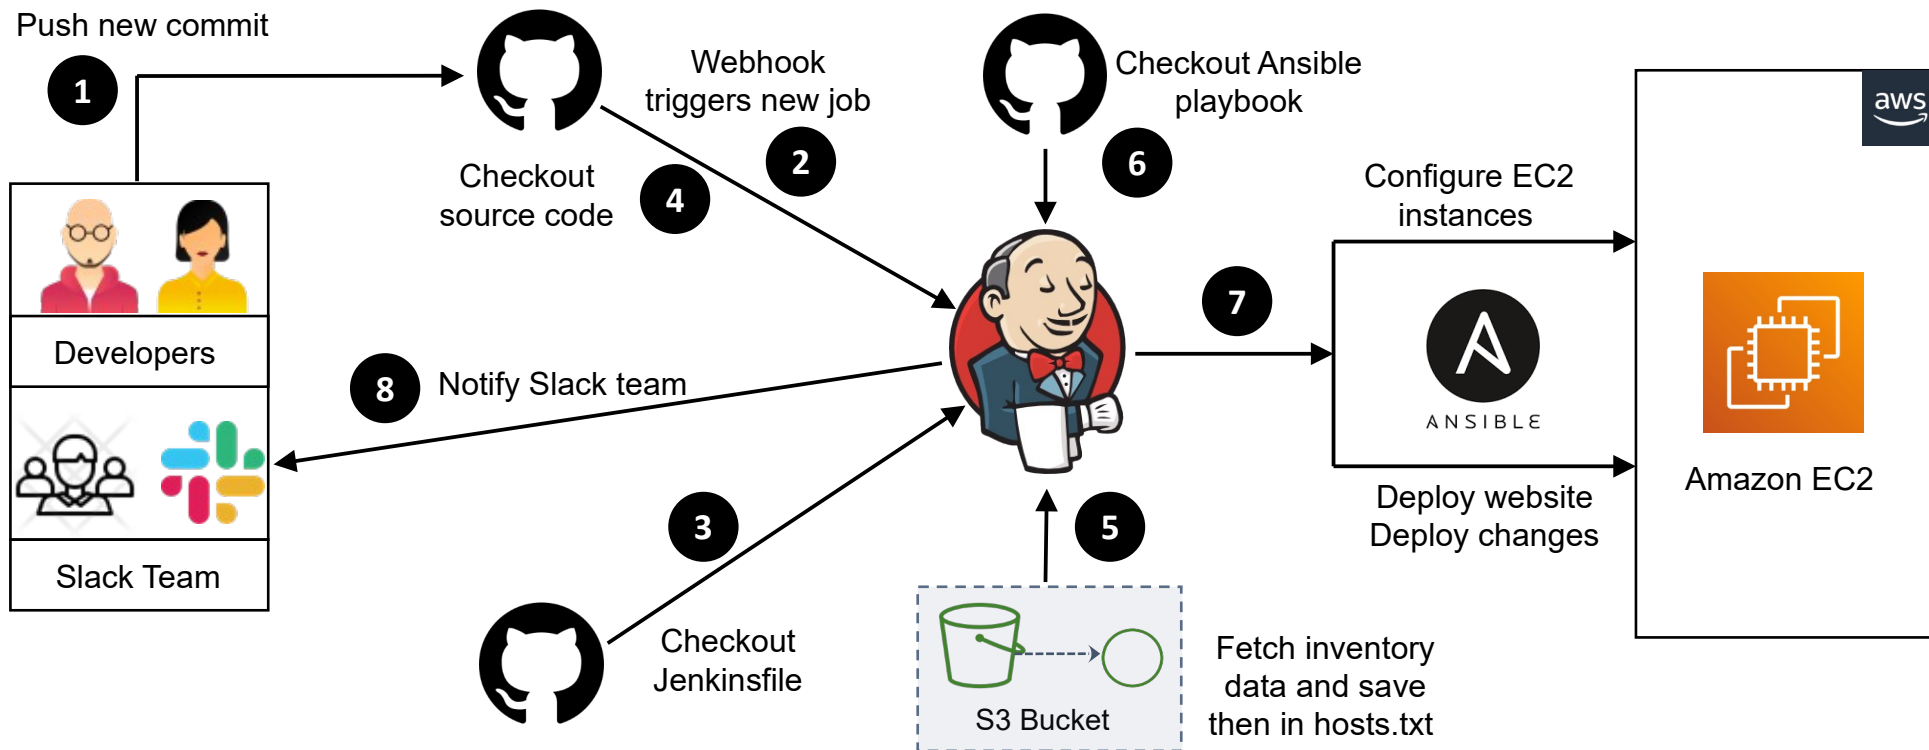 Push new commit
1
Webhook
triggers new job
2
Checkout Ansible
playbook
6
aws
Checkout
source code
4
Configure EC2
instances
7
Developers
8
Notify Slack team
ANSIBLE
Amazon EC2
Deploy website
Deploy changes
3
5
Slack Team
Checkout
Jenkinsfile
S3 Bucket
Fetch inventory
data and save
then in hosts.txt